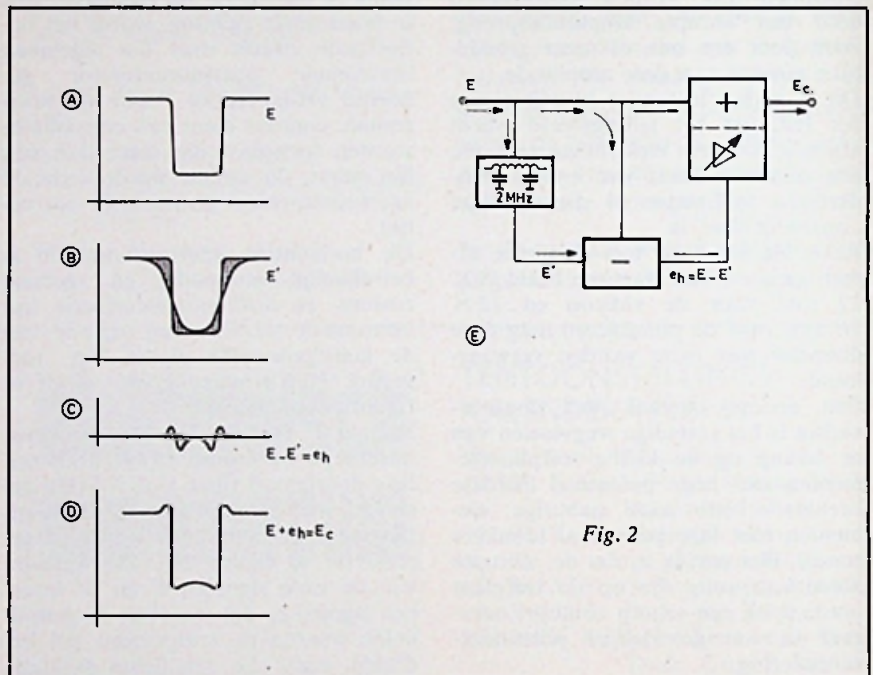 A
E
B
E'
C
E-E'=eh
D
E+eh=Ec
E
Ec.
+
2 MHz
E'
−
eh=E-E'
E
Fig. 2